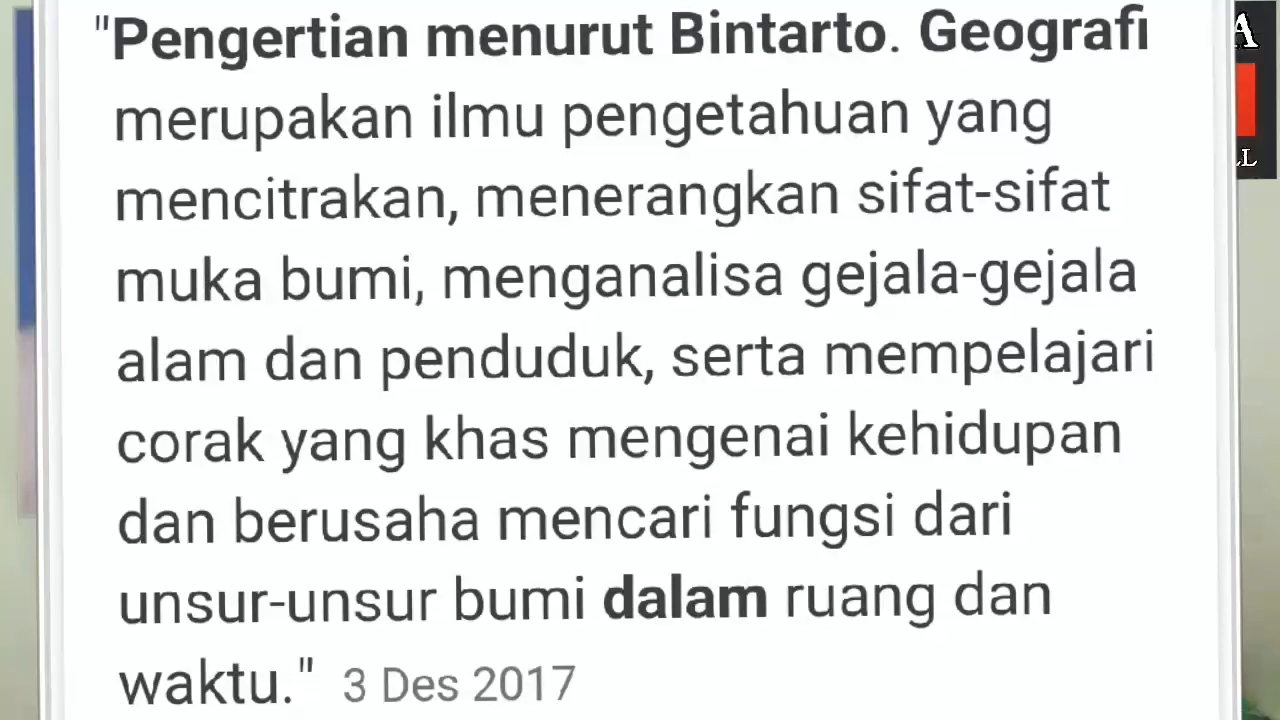 "Pengertian menurut Bintarto. Geografi
merupakan ilmu pengetahuan yang
mencitrakan, menerangkan sifat-sifat
muka bumi, menganalisa gejala-gejala
alam dan penduduk, serta mempelajari
corak yang khas mengenai kehidupan
dan berusaha mencari fungsi dari
unsur-unsur bumi dalam ruang dan
waktu." 3 Des 2017